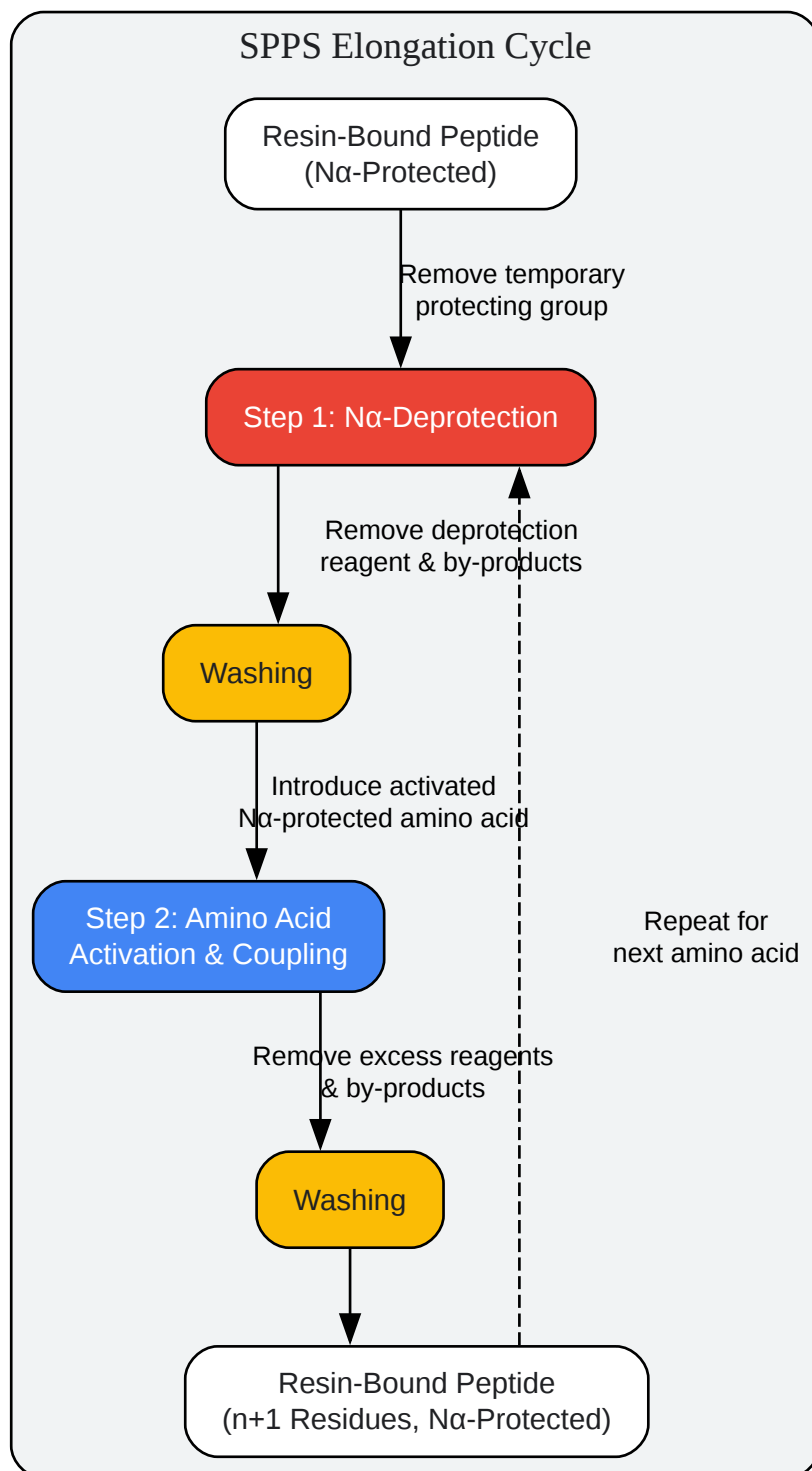 SPPS Elongation Cycle
Resin-Bound Peptide
(Nα-Protected)
Remove temporary
protecting group
Step 1: Nα-Deprotection
Remove deprotection
reagent & by-products
Washing
Introduce activated
Nα-protected amino acid
Step 2: Amino Acid
Activation & Coupling
Repeat for
next amino acid
Remove excess reagents
& by-products
Washing
Resin-Bound Peptide
(n+1 Residues, Nα-Protected)